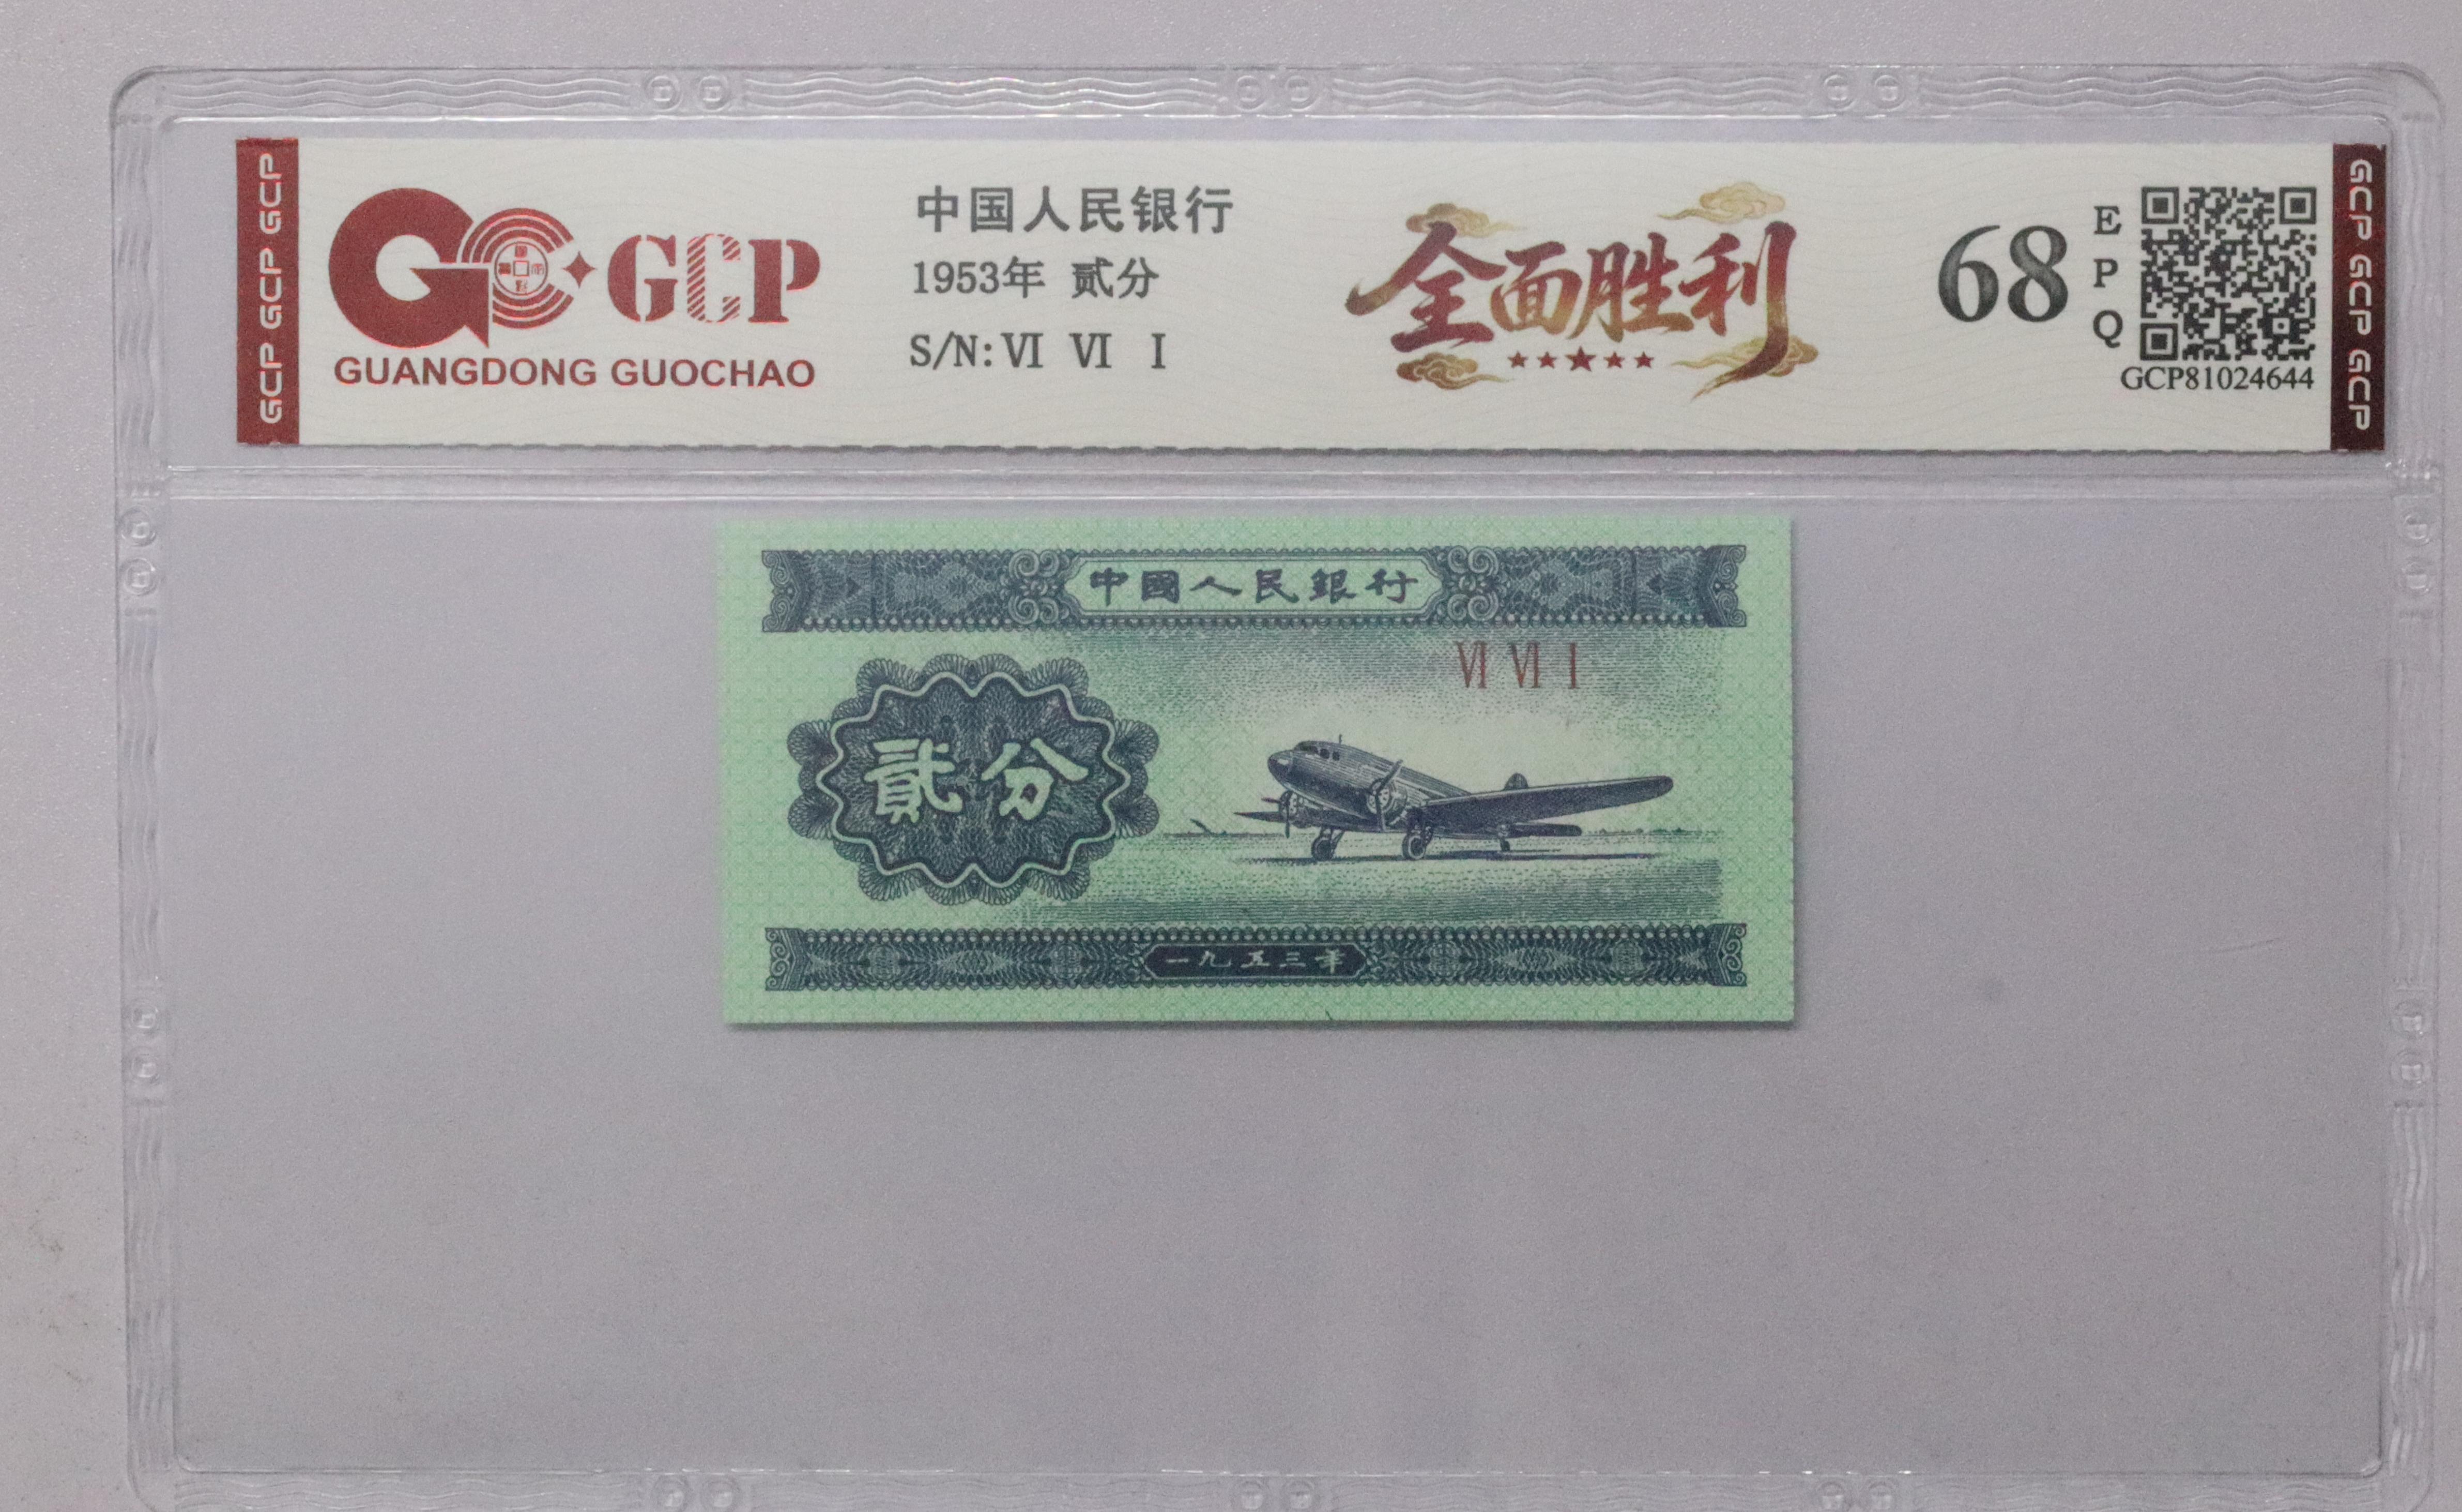 GCP GCP GCP
GCP
GUANGDONG GUOCHAO
中国人民银行
1953年 贰分
S/N: VI VI I
全面胜利
68
E
P
Q
GCP81024644
GCP GCP GCP
中國人民銀行
VI VI I
貳分
一九五三年